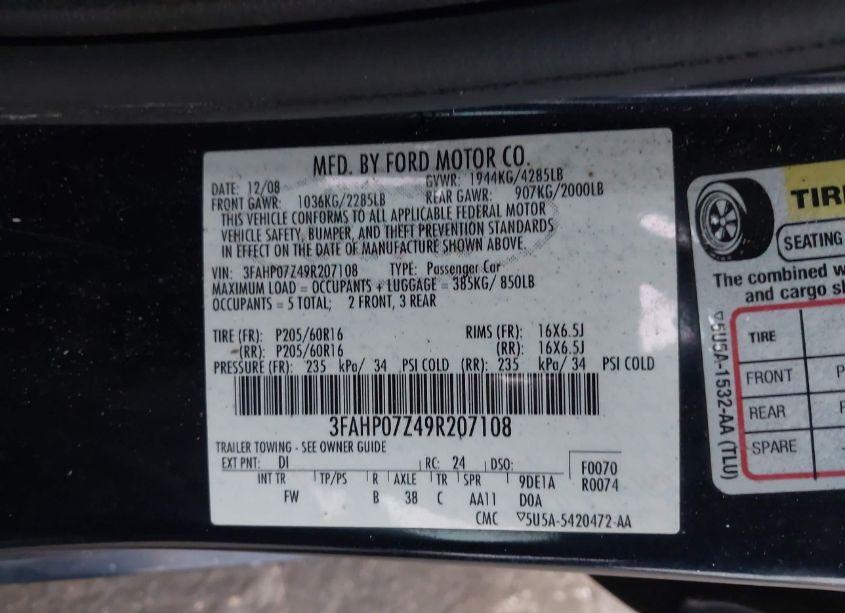 MFD. BY FORD MOTOR CO.
DATE: 12/08 GVWR: 1944KG/4285LB
FRONT GAWR: 1036KG/2285LB REAR GAWR: 907KG/2000LB
THIS VEHICLE CONFORMS TO ALL APPLICABLE FEDERAL MOTOR
VEHICLE SAFETY, BUMPER, AND THEFT PREVENTION STANDARDS
IN EFFECT ON THE DATE OF MANUFACTURE SHOWN ABOVE.
VIN: 3FAHP07Z49R207108 TYPE: Passenger Car
MAXIMUM LOAD = OCCUPANTS + LUGGAGE = 385KG/ 850LB
OCCUPANTS = 5 TOTAL; 2 FRONT, 3 REAR
TIRE (FR): P205/60R16 RIMS (FR): 16X6.5J
(RR): P205/60R16 (RR): 16X6.5J
PRESSURE (FR): 235 kPa/ 34 PSI COLD (RR): 235 kPa/ 34 PSI COLD
3FAHP07Z49R207108
TRAILER TOWING - SEE OWNER GUIDE
EXT PNT: DI RC: 24 DSO: F0070
INT TR TP/PS R AXLE TR SPR 9DE1A R0074
FW B 38 C AA11 D0A
CMC ▽5U5A-5420472-AA
TIRE
SEATING
The combined
and cargo
TIRE
FRONT P
REAR
SPARE
▽5U5A-1532-AA (TLU)